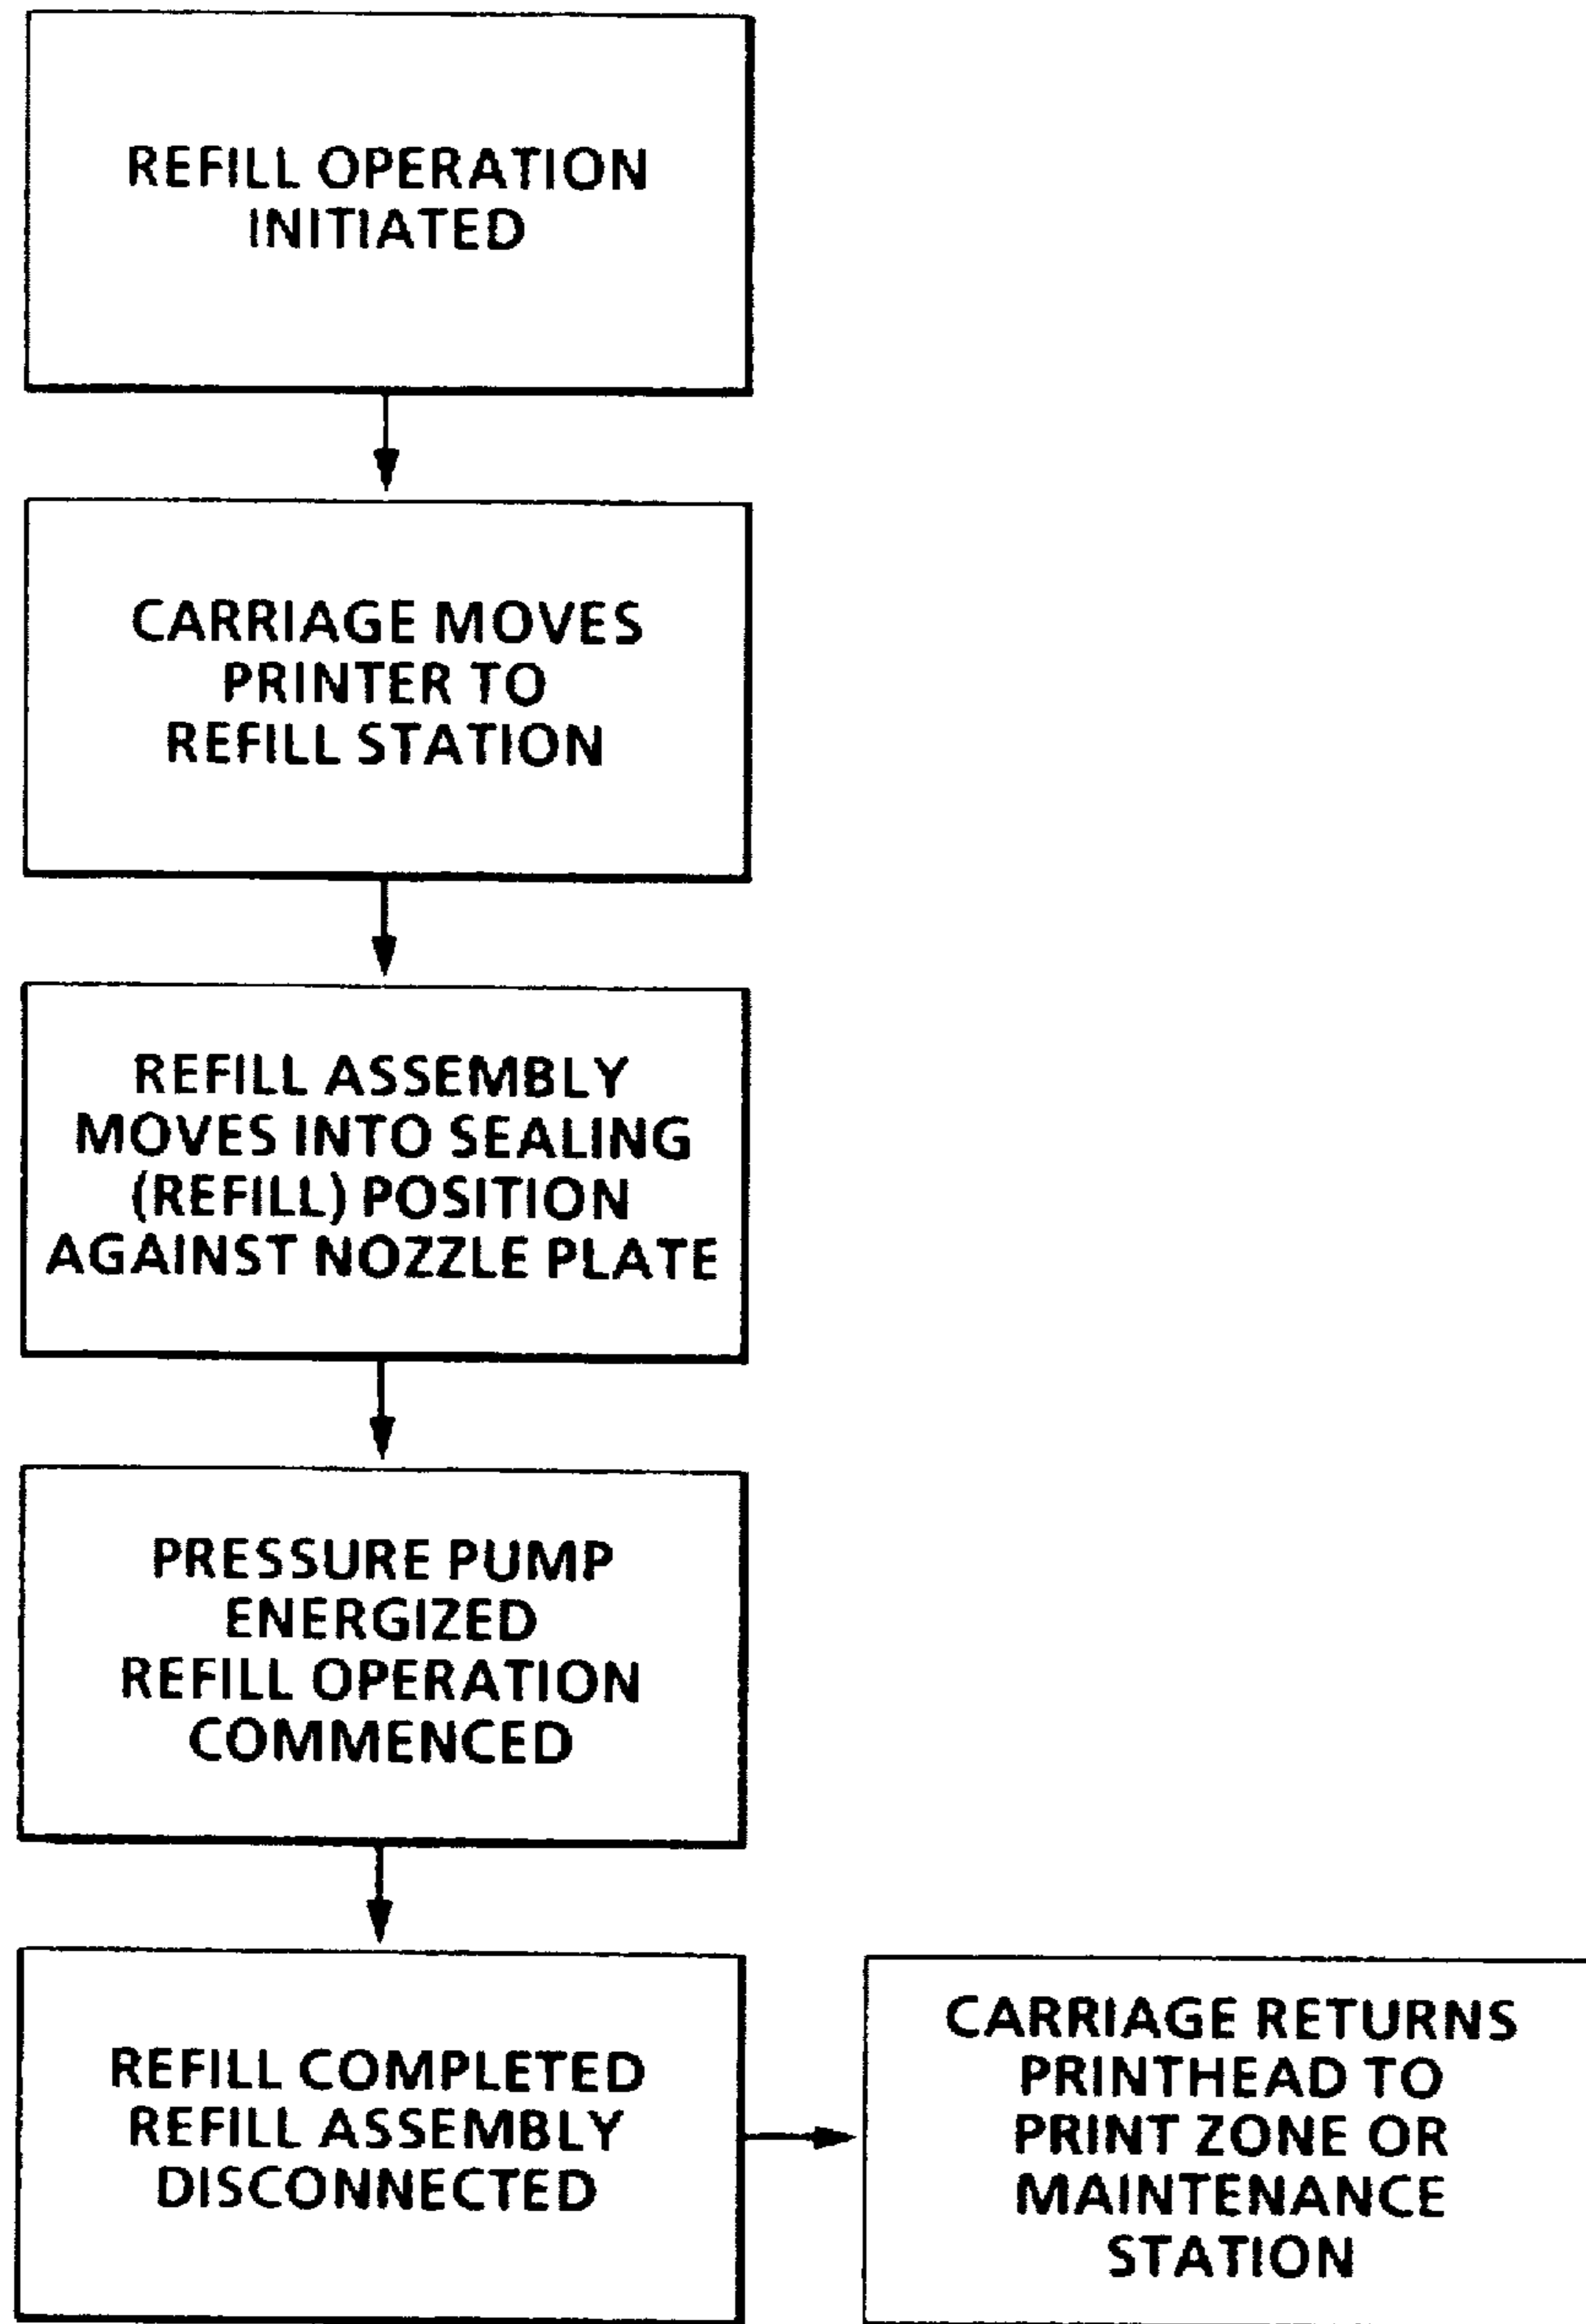 REFILL OPERATION
INITIATED
CARRIAGE MOVES
PRINTER TO
REFILL STATION
REFILL ASSEMBLY
MOVES INTO SEALING
(REFILL) POSITION
AGAINST NOZZLE PLATE
PRESSURE PUMP
ENERGIZED
REFILL OPERATION
COMMENCED
REFILL COMPLETED
REFILL ASSEMBLY
DISCONNECTED
CARRIAGE RETURNS
PRINTHEAD TO
PRINT ZONE OR
MAINTENANCE
STATION